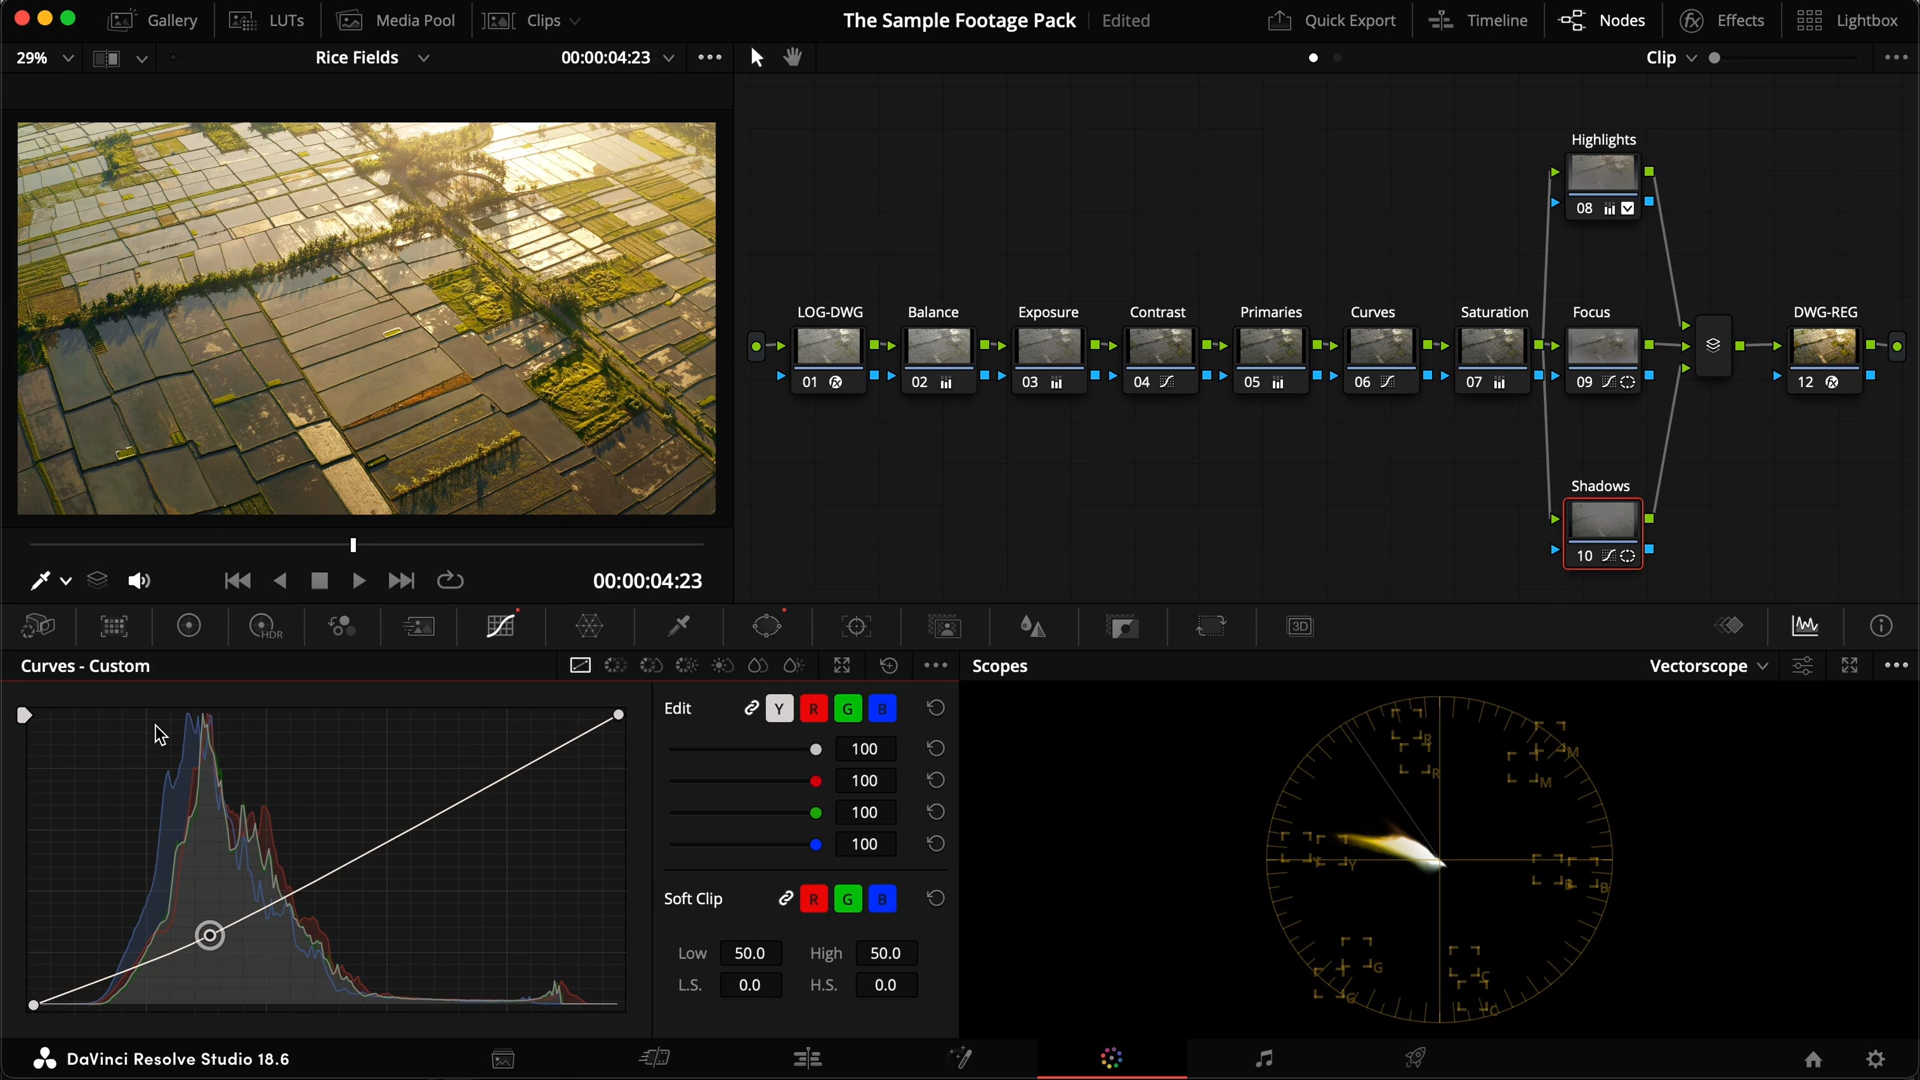 Gallery
LUTs
Media Pool
Clips
The Sample Footage Pack
Edited
Quick Export
Timeline
Nodes
Effects
Lightbox
29%
Rice Fields
00:00:04:23
Clip
Highlights
08
LOG-DWG
Balance
Exposure
Contrast
Primaries
Curves
Saturation
Focus
DWG-REG
01
02
03
04
05
06
07
09
12
Shadows
10
00:00:04:23
HDR
3D
Curves - Custom
Scopes
Vectorscope
Edit
Y
R
G
B
100
100
100
100
Soft Clip
R
G
B
Low
50.0
High
50.0
L.S.
0.0
H.S.
0.0
R
R
M
M
Y
Y
B
B
G
G
C
C
DaVinci Resolve Studio 18.6